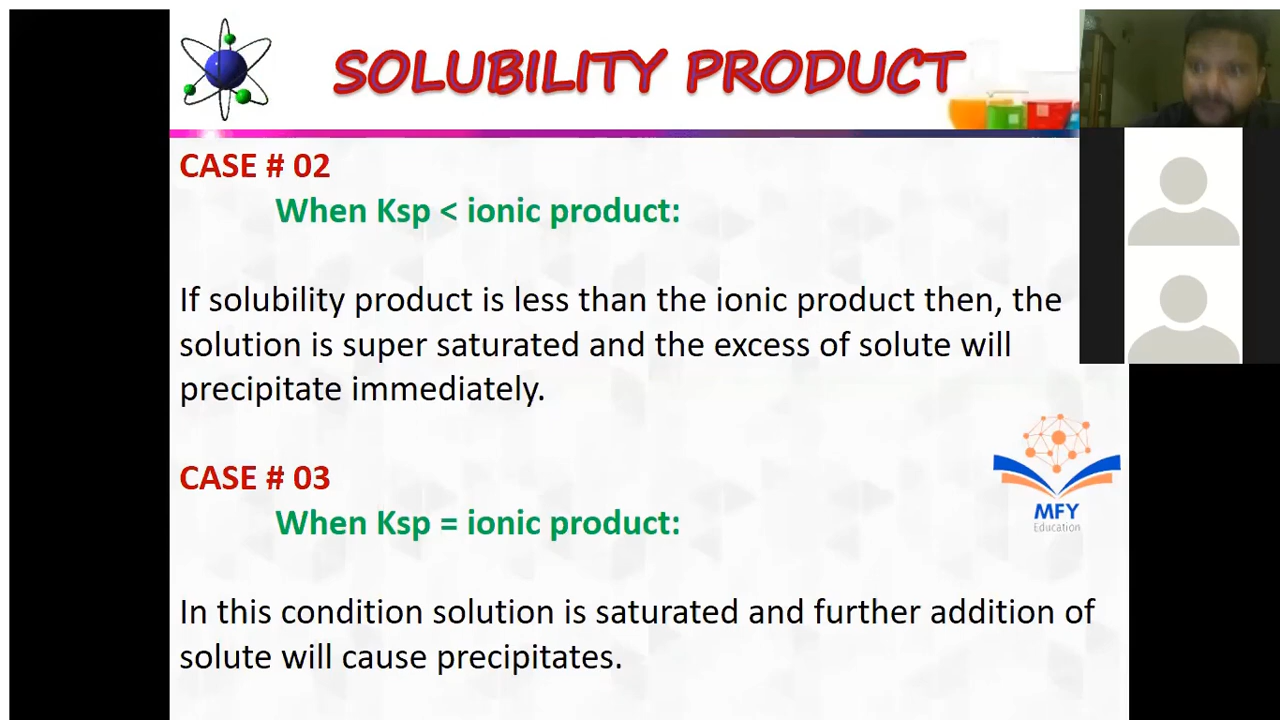 SOLUBILITY PRODUCT
CASE # 02
When Ksp < ionic product:
If solubility product is less than the ionic product then, the
solution is super saturated and the excess of solute will
precipitate immediately.
CASE # 03
When Ksp = ionic product:
In this condition solution is saturated and further addition of
solute will cause precipitates.
MFY
Education